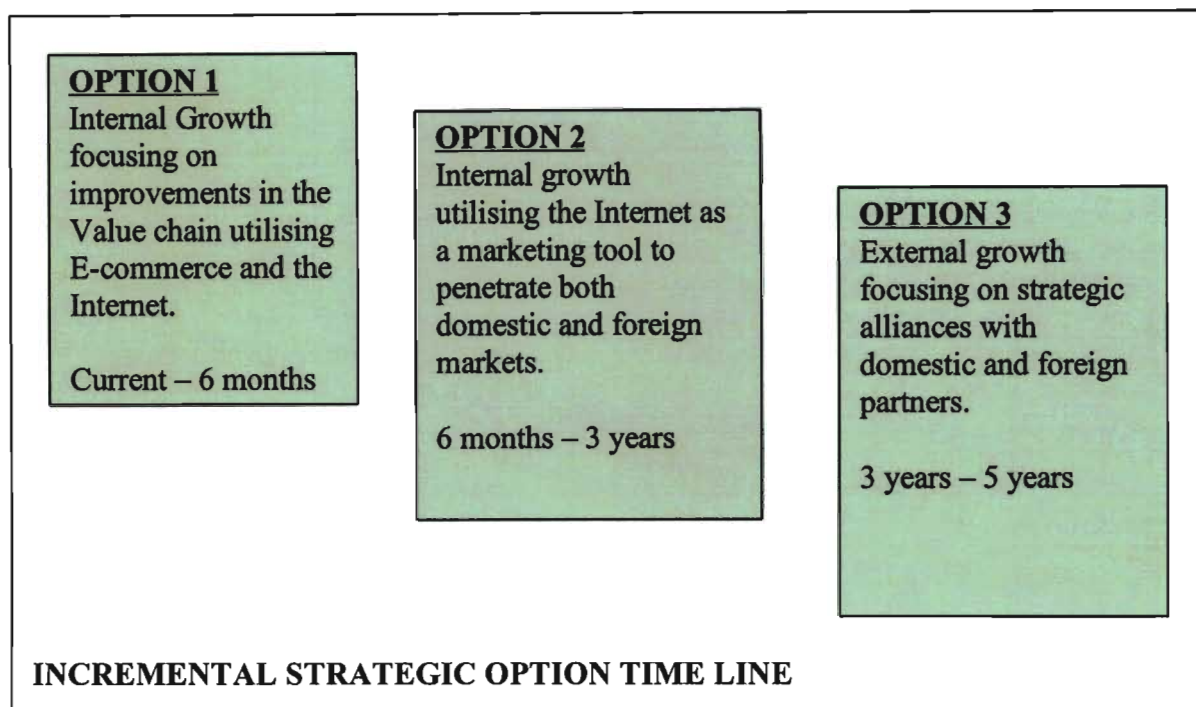 OPTION 1
Internal Growth
focusing on
improvements in the
Value chain utilising
E-commerce and the
Internet.
Current – 6 months
OPTION 2
Internal growth
utilising the Internet as
a marketing tool to
penetrate both
domestic and foreign
markets.
6 months – 3 years
OPTION 3
External growth
focusing on strategic
alliances with
domestic and foreign
partners.
3 years – 5 years
INCREMENTAL STRATEGIC OPTION TIME LINE